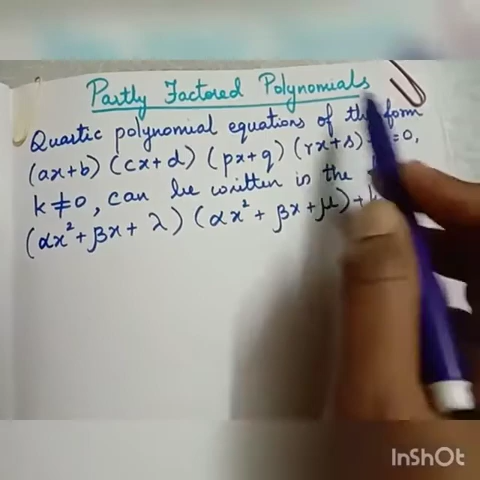 Partly Factored Polynomials
Quartic polynomial equations of the form
(ax+b) (cx+d) (px+q) (rx+s) =0,
k≠0, can be written in the
(αx²+βx+λ) (αx²+βx+μ)+k
InShOt